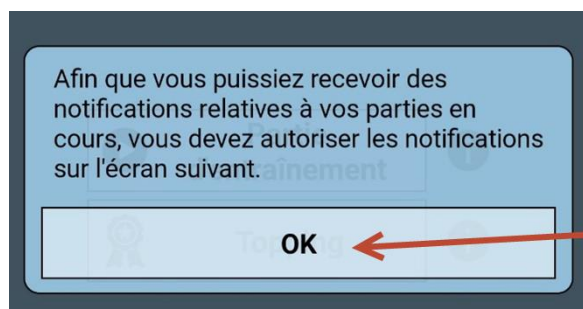 Afin que vous puissiez recevoir des
notifications relatives à vos parties en
cours, vous devez autoriser les notifications
sur l'écran suivant.
OK